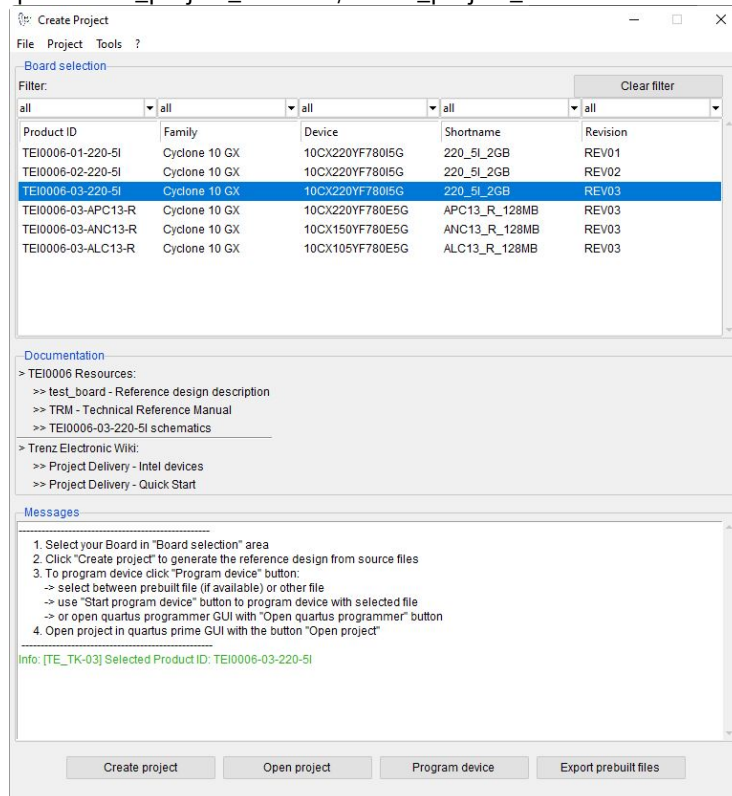 Create Project
File Project Tools ?
Board selection
Filter:
Clear filter
all all all all all
Product ID Family Device Shortname Revision
TEI0006-01-220-5I Cyclone 10 GX 10CX220YF780I5G 220_5I_2GB REV01
TEI0006-02-220-5I Cyclone 10 GX 10CX220YF780I5G 220_5I_2GB REV02
TEI0006-03-220-5I Cyclone 10 GX 10CX220YF780I5G 220_5I_2GB REV03
TEI0006-03-APC13-R Cyclone 10 GX 10CX220YF780E5G APC13_R_128MB REV03
TEI0006-03-ANC13-R Cyclone 10 GX 10CX150YF780E5G ANC13_R_128MB REV03
TEI0006-03-ALC13-R Cyclone 10 GX 10CX105YF780E5G ALC13_R_128MB REV03
Documentation
> TEI0006 Resources:
>> test_board - Reference design description
>> TRM - Technical Reference Manual
>> TEI0006-03-220-5I schematics
> Trenz Electronic Wiki:
>> Project Delivery - Intel devices
>> Project Delivery - Quick Start
Messages
1. Select your Board in "Board selection" area
2. Click "Create project" to generate the reference design from source files
3. To program device click "Program device" button:
-> select between prebuilt file (if available) or other file
-> use "Start program device" button to program device with selected file
-> or open quartus programmer GUI with "Open quartus programmer" button
4. Open project in quartus prime GUI with the button "Open project"
Info: [TE_TK-03] Selected Product ID: TEI0006-03-220-5I
Create project Open project Program device Export prebuilt files